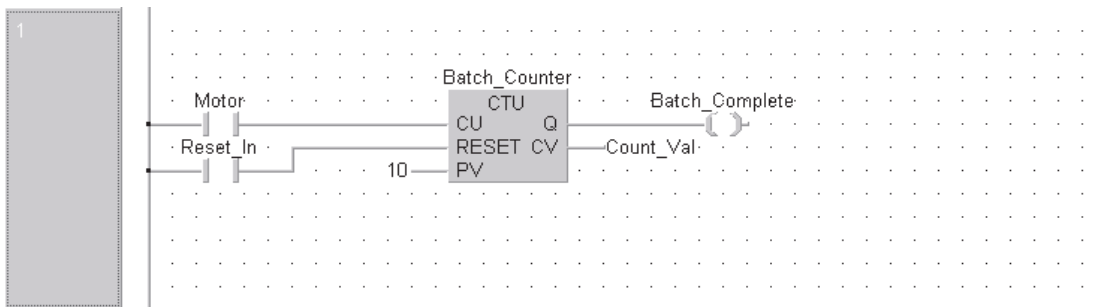 1
Batch_Counter
Motor CTU Batch_Complete
CU Q
Reset_In RESET CV Count_Val
10 PV